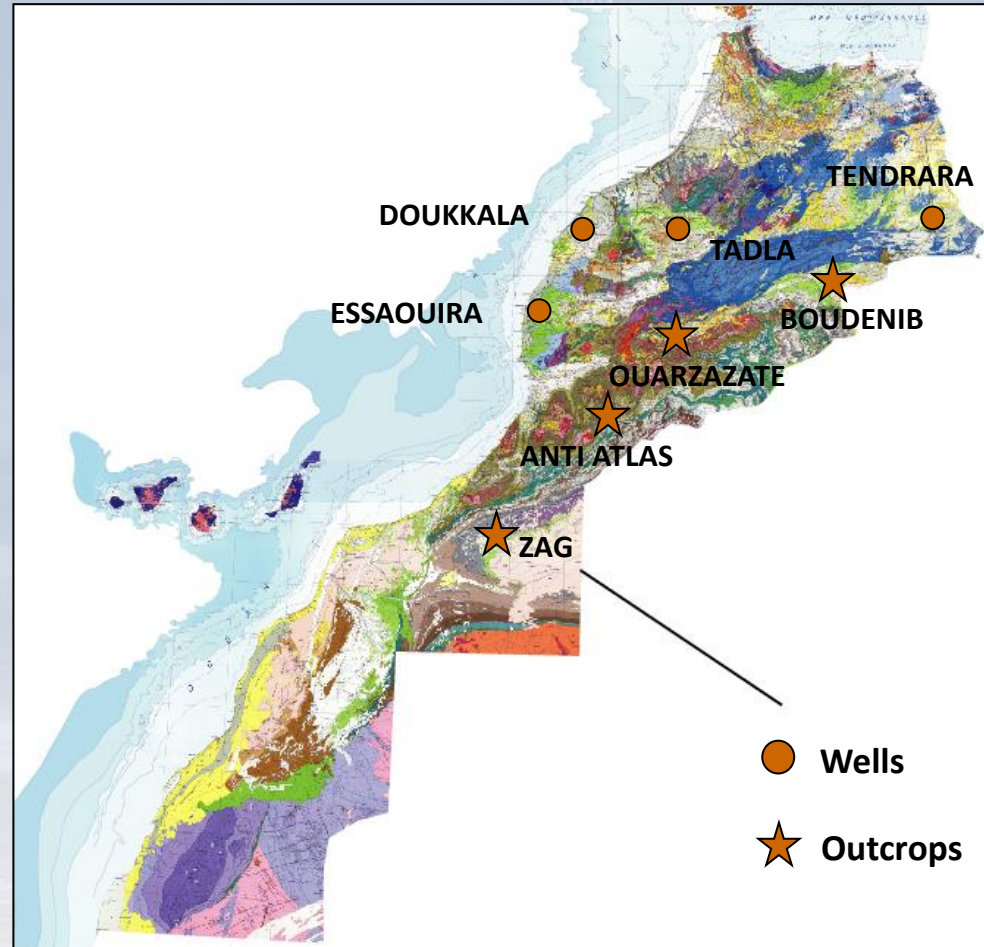 TENDRARA
DOUKKALA
TADLA
ESSAOUIRA
BOUDENIB
OUARZAZATE
ANTI ATLAS
ZAG
Wells
Outcrops